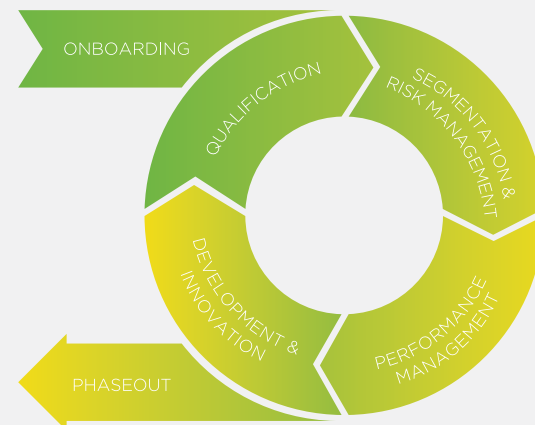 ONBOARDING
QUALIFICATION
SEGMENTATION &
RISK MANAGEMENT
PERFORMANCE
MANAGEMENT
DEVELOPMENT &
INNOVATION
PHASEOUT